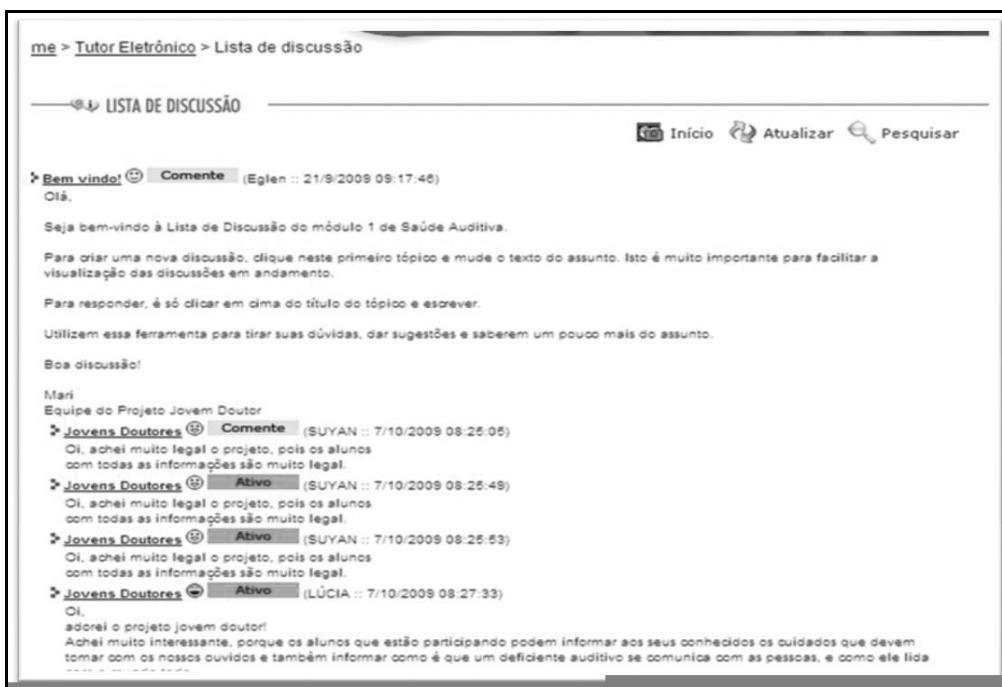 me > Tutor Eletrônico > Lista de discussão
LISTA DE DISCUSSÃO
Início Atualizar Pesquisar
Bem vindo! Comente (Eglen :: 21/9/2009 09:17:46)
Olá,
Seja bem-vindo à Lista de Discussão do módulo 1 de Saúde Auditiva.
Para criar uma nova discussão, clique neste primeiro tópico e mude o texto do assunto. Isto é muito importante para facilitar a
visualização das discussões em andamento.
Para responder, é só clicar em cima do título do tópico e escrever.
Utilizem essa ferramenta para tirar suas dúvidas, dar sugestões e saberem um pouco mais do assunto.
Boa discussão!
Mari
Equipe do Projeto Jovem Doutor
Jovens Doutores Comente (SUYAN :: 7/10/2009 08:25:05)
Oi, achei muito legal o projeto, pois os alunos
com todas as informações são muito legal.
Jovens Doutores Ativo (SUYAN :: 7/10/2009 08:25:49)
Oi, achei muito legal o projeto, pois os alunos
com todas as informações são muito legal.
Jovens Doutores Ativo (SUYAN :: 7/10/2009 08:25:53)
Oi, achei muito legal o projeto, pois os alunos
com todas as informações são muito legal.
Jovens Doutores Ativo (LÚCIA :: 7/10/2009 08:27:33)
Oi,
adorei o projeto jovem doutor!
Achei muito interessante, porque os alunos que estão participando podem informar aos seus conhecidos os cuidados que devem
tomar com os nossos ouvidos e também informar como é que um deficiente auditivo se comunica com as pessoas, e como ele lida